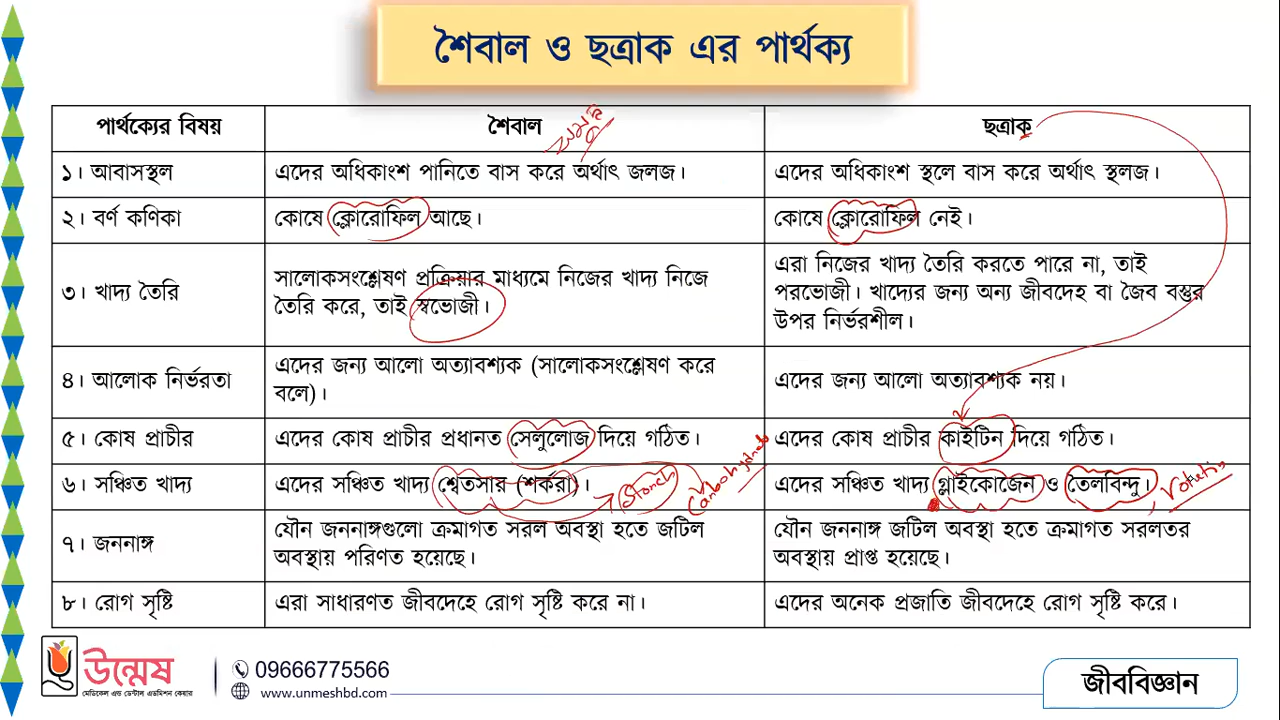 শৈবাল ও ছত্রাক এর পার্থক্য
পার্থক্যের বিষয় শৈবাল ছত্রাক
১। আবাসস্থল এদের অধিকাংশ পানিতে বাস করে অর্থাৎ জলজ। এদের অধিকাংশ স্থলে বাস করে অর্থাৎ স্থলজ।
২। বর্ণ কণিকা কোষে ক্লোরোফিল আছে। কোষে ক্লোরোফিল নেই।
৩। খাদ্য তৈরি
সালোকসংশ্লেষণ প্রক্রিয়ার মাধ্যমে নিজের খাদ্য নিজে
তৈরি করে, তাই স্বভোজী।
এরা নিজের খাদ্য তৈরি করতে পারে না, তাই
পরভোজী। খাদ্যের জন্য অন্য জীবদেহ বা জৈব বস্তুর
উপর নির্ভরশীল।
৪। আলোক নির্ভরতা
এদের জন্য আলো অত্যাবশ্যক (সালোকসংশ্লেষণ করে
বলে)।
এদের জন্য আলো অত্যাবশ্যক নয়।
৫। কোষ প্রাচীর এদের কোষ প্রাচীর প্রধানত সেলুলোজ দিয়ে গঠিত। এদের কোষ প্রাচীর কাইটিন দিয়ে গঠিত।
৬। সঞ্চিত খাদ্য এদের সঞ্চিত খাদ্য শ্বেতসার (শর্করা)। Starch Carbohydrate এদের সঞ্চিত খাদ্য গ্লাইকোজেন ও তৈলবিন্দু।
৭। জননাঙ্গ
যৌন জননাঙ্গগুলো ক্রমাগত সরল অবস্থা হতে জটিল
অবস্থায় পরিণত হয়েছে।
যৌন জননাঙ্গ জটিল অবস্থা হতে ক্রমাগত সরলতর
অবস্থায় প্রাপ্ত হয়েছে।
৮। রোগ সৃষ্টি এরা সাধারণত জীবদেহে রোগ সৃষ্টি করে না। এদের অনেক প্রজাতি জীবদেহে রোগ সৃষ্টি করে।
উন্মেষ
মেডিকেল এন্ড ডেন্টাল এডমিশন কেয়ার
09666775566
www.unmeshbd.com
জীববিজ্ঞান